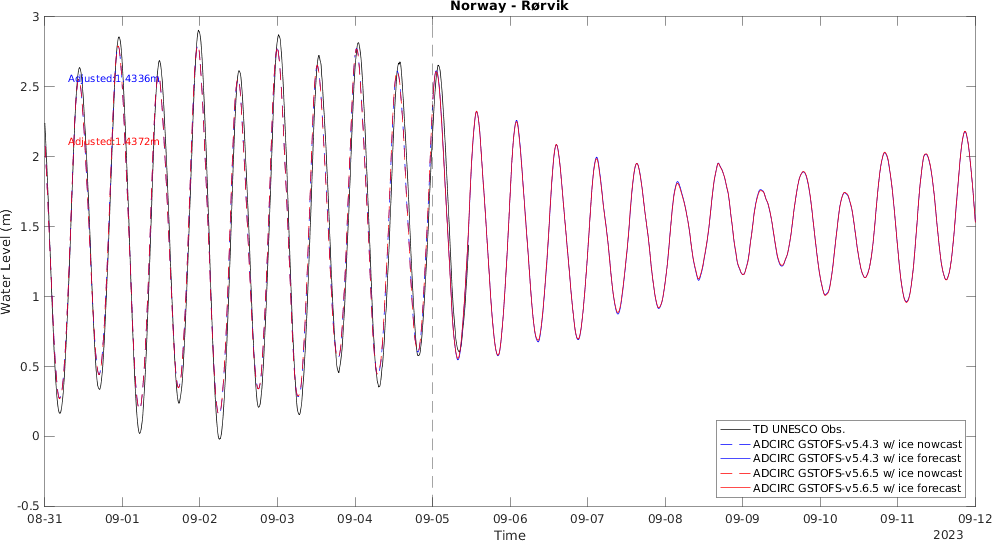 Norway - Rørvik
3
2.5
2
1.5
1
0.5
0
-0.5
Water Level (m)
Adjusted:1.4336m
Adjusted:1.4372m
TD UNESCO Obs.
ADCIRC GSTOFS-v5.4.3 w/ ice nowcast
ADCIRC GSTOFS-v5.4.3 w/ ice forecast
ADCIRC GSTOFS-v5.6.5 w/ ice nowcast
ADCIRC GSTOFS-v5.6.5 w/ ice forecast
08-31 09-01 09-02 09-03 09-04 09-05 09-06 09-07 09-08 09-09 09-10 09-11 09-12
Time
2023